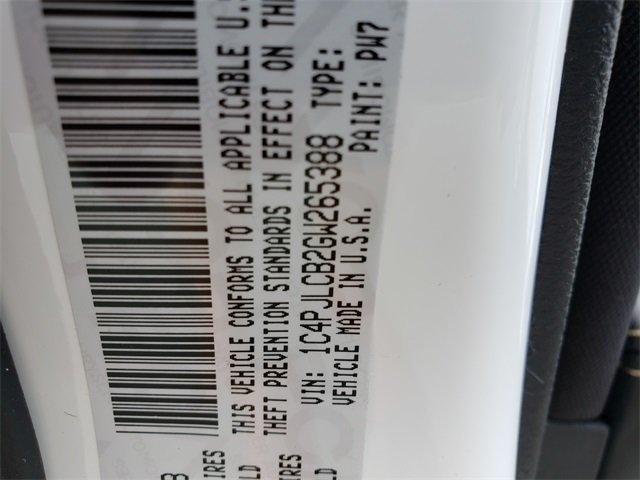 THIS VEHICLE CONFORMS TO ALL APPLICABLE U.S
THEFT PREVENTION STANDARDS IN EFFECT ON THE
VIN: 1C4PJLCB2GW265388 TYPE:
VEHICLE MADE IN U.S.A. PAINT: PW7